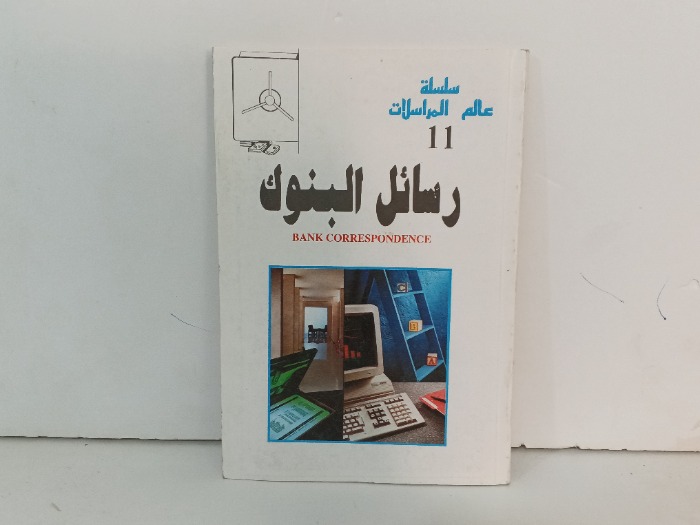 سلسلة
عالم المراسلات
11
رسائل البنوك
BANK CORRESPONDENCE
C
B
A